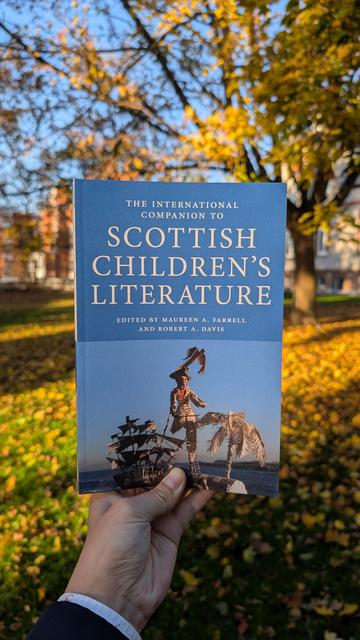 THE INTERNATIONAL
COMPANION TO
SCOTTISH
CHILDREN'S
LITERATURE
EDITED BY MAUREEN A. FARRELL
AND ROBERT A. DAVIS